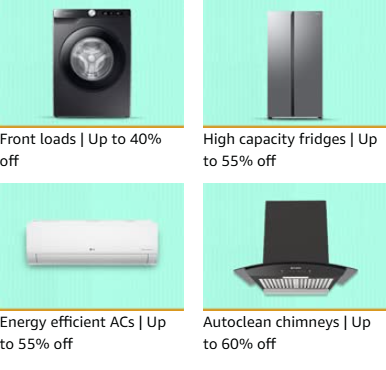 Front loads | Up to 40%
off
High capacity fridges | Up
to 55% off
Energy efficient ACs | Up
to 55% off
Autoclean chimneys | Up
to 60% off